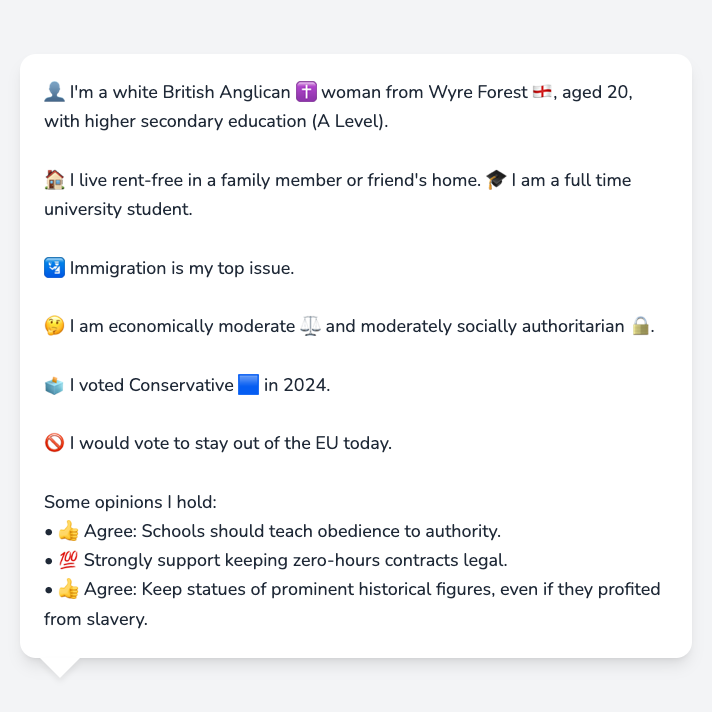 👤 I'm a white British Anglican ✝️ woman from Wyre Forest 🏴󠁧󠁢󠁥󠁮󠁧󠁿, aged 20,
with higher secondary education (A Level).
🏠 I live rent-free in a family member or friend's home. 🎓 I am a full time
university student.
🛂 Immigration is my top issue.
🤔 I am economically moderate ⚖️ and moderately socially authoritarian 🔒.
🗳️ I voted Conservative 🟦 in 2024.
🚫 I would vote to stay out of the EU today.
Some opinions I hold:
• 👍 Agree: Schools should teach obedience to authority.
• 💯 Strongly support keeping zero-hours contracts legal.
• 👍 Agree: Keep statues of prominent historical figures, even if they profited
from slavery.